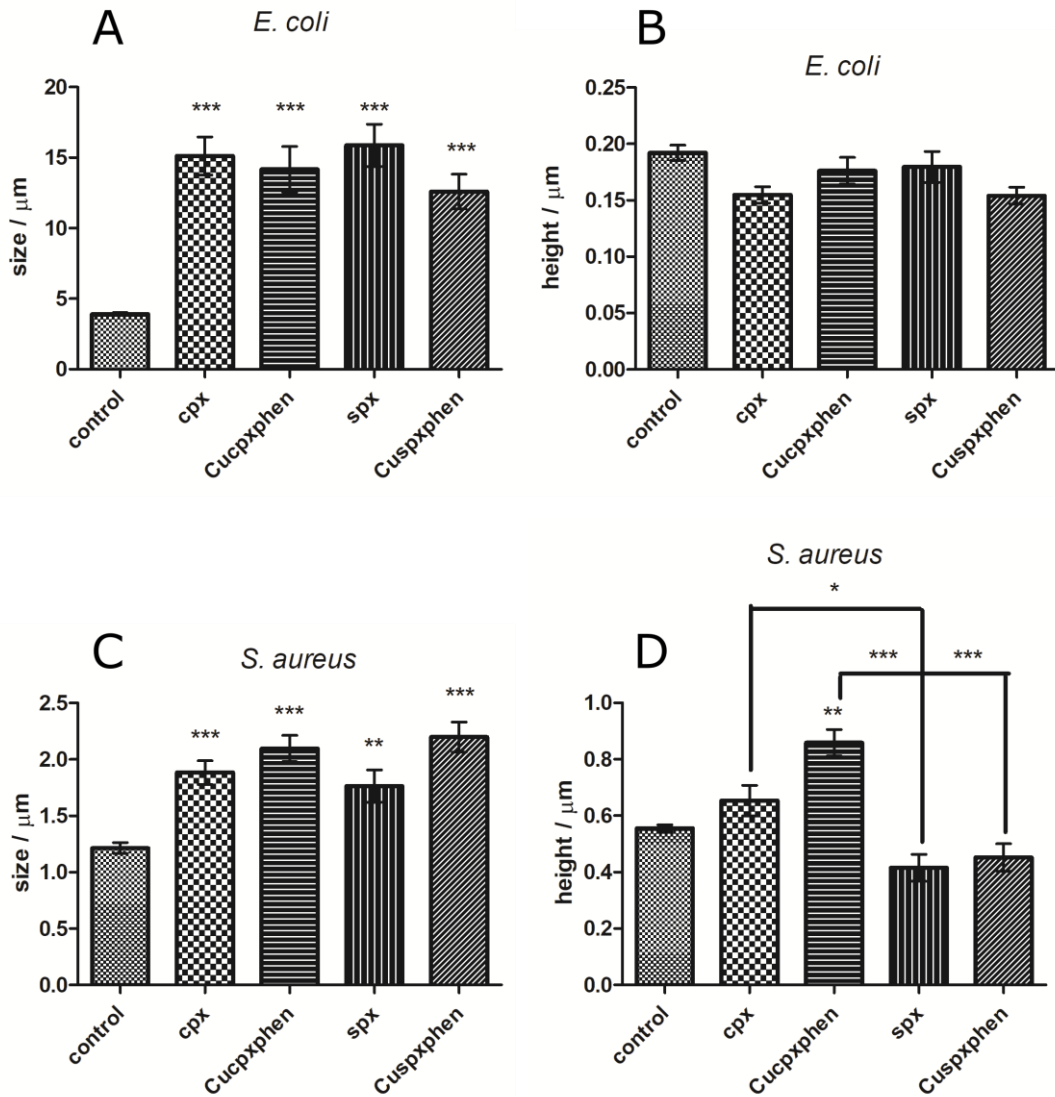 A
E. coli
size / μm
20
15
10
5
0
***
***
***
***
control
cpx
Cucpxphen
spx
Cuspxphen
B
E. coli
height / μm
0.25
0.20
0.15
0.10
0.05
0.00
control
cpx
Cucpxphen
spx
Cuspxphen
C
S. aureus
size / μm
2.5
2.0
1.5
1.0
0.5
0.0
***
***
**
***
control
cpx
Cucpxphen
spx
Cuspxphen
D
S. aureus
height / μm
1.0
0.8
0.6
0.4
0.2
0.0
*
***
***
**
control
cpx
Cucpxphen
spx
Cuspxphen